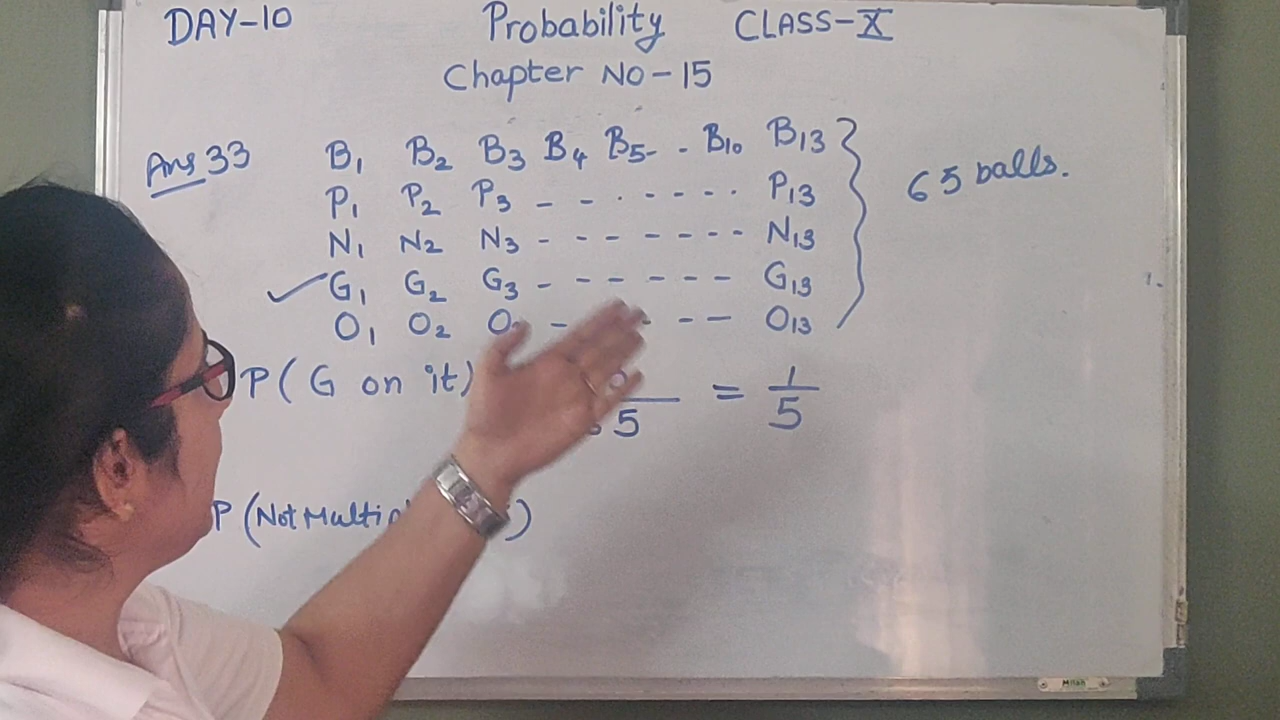 DAY-10 Probability CLASS-X
Chapter NO-15
Ans 33 B₁ B₂ B₃ B₄ B₅- - B₁₀ B₁₃
P₁ P₂ P₃ - - - - - - - - P₁₃ 65 balls.
N₁ N₂ N₃ - - - - - - - N₁₃
G₁ G₂ G₃ - - - - - - G₁₃
O₁ O₂ O - - - - O₁₃
P(G on it) = 1/5
P(Not